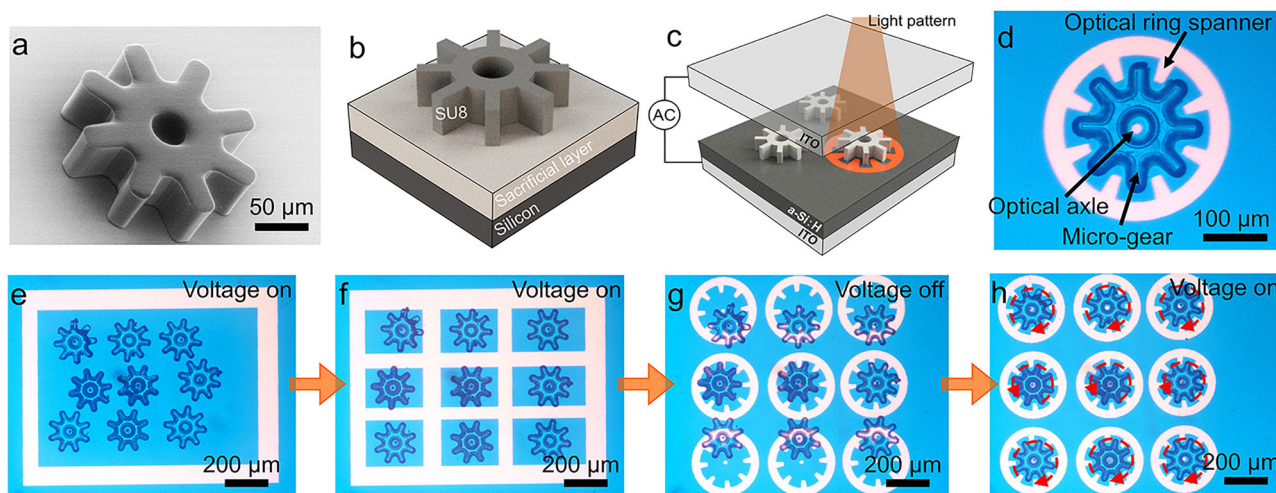 a
50 µm
b
SU8
Sacrificial layer
Silicon
c
Light pattern
AC
ITO
a-Si:H
ITO
d
Optical ring spanner
Optical axle
Micro-gear
100 µm
e
Voltage on
200 µm
f
Voltage on
200 µm
g
Voltage off
200 µm
h
Voltage on
200 µm